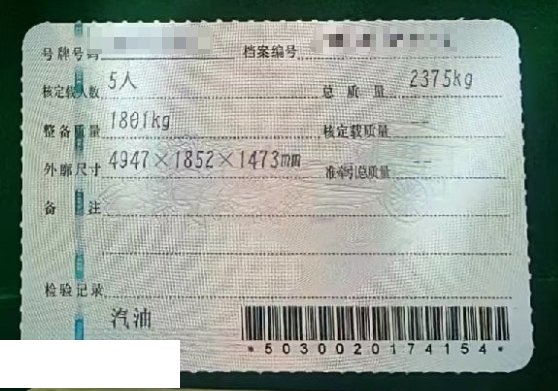 号牌号码 档案编号
核定载人数 5人 总质量 2375kg
整备质量 1801kg 核定载质量 --
外廓尺寸 4947×1852×1473mm 准牵引总质量 --
备注
检验记录
汽油
*5030020174154*